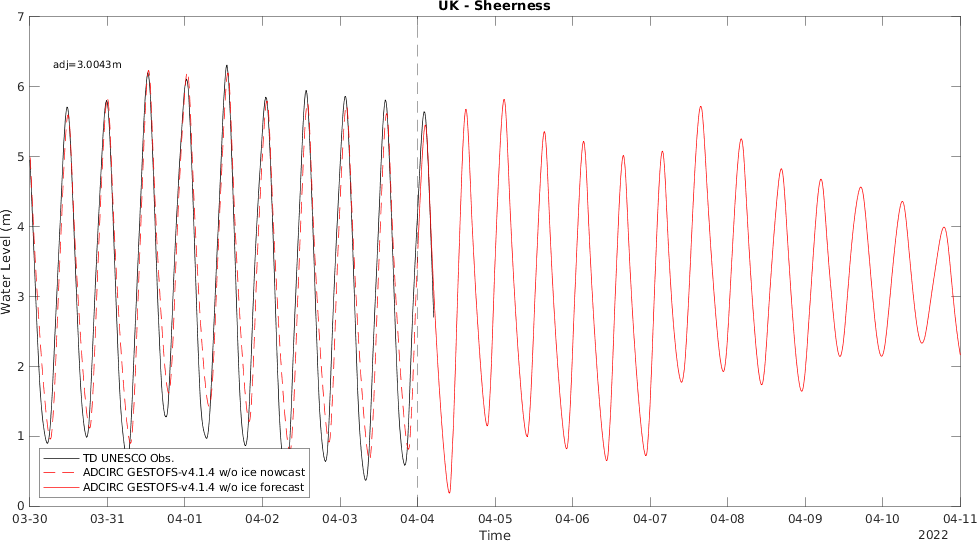 UK - Sheerness
7
adj=3.0043m
6
5
4
3
2
1
0
Water Level (m)
TD UNESCO Obs.
ADCIRC GESTOFS-v4.1.4 w/o ice nowcast
ADCIRC GESTOFS-v4.1.4 w/o ice forecast
03-30 03-31 04-01 04-02 04-03 04-04 04-05 04-06 04-07 04-08 04-09 04-10 04-11
Time
2022